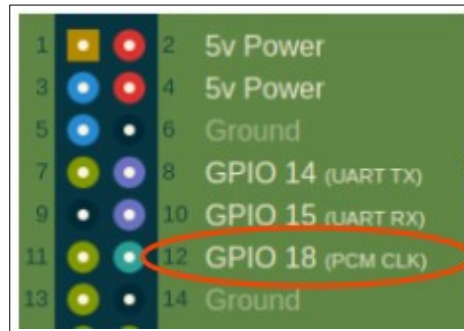 1 2 5v Power
3 4 5v Power
5 6 Ground
7 8 GPIO 14 (UART TX)
9 10 GPIO 15 (UART RX)
11 12 GPIO 18 (PCM CLK)
13 14 Ground